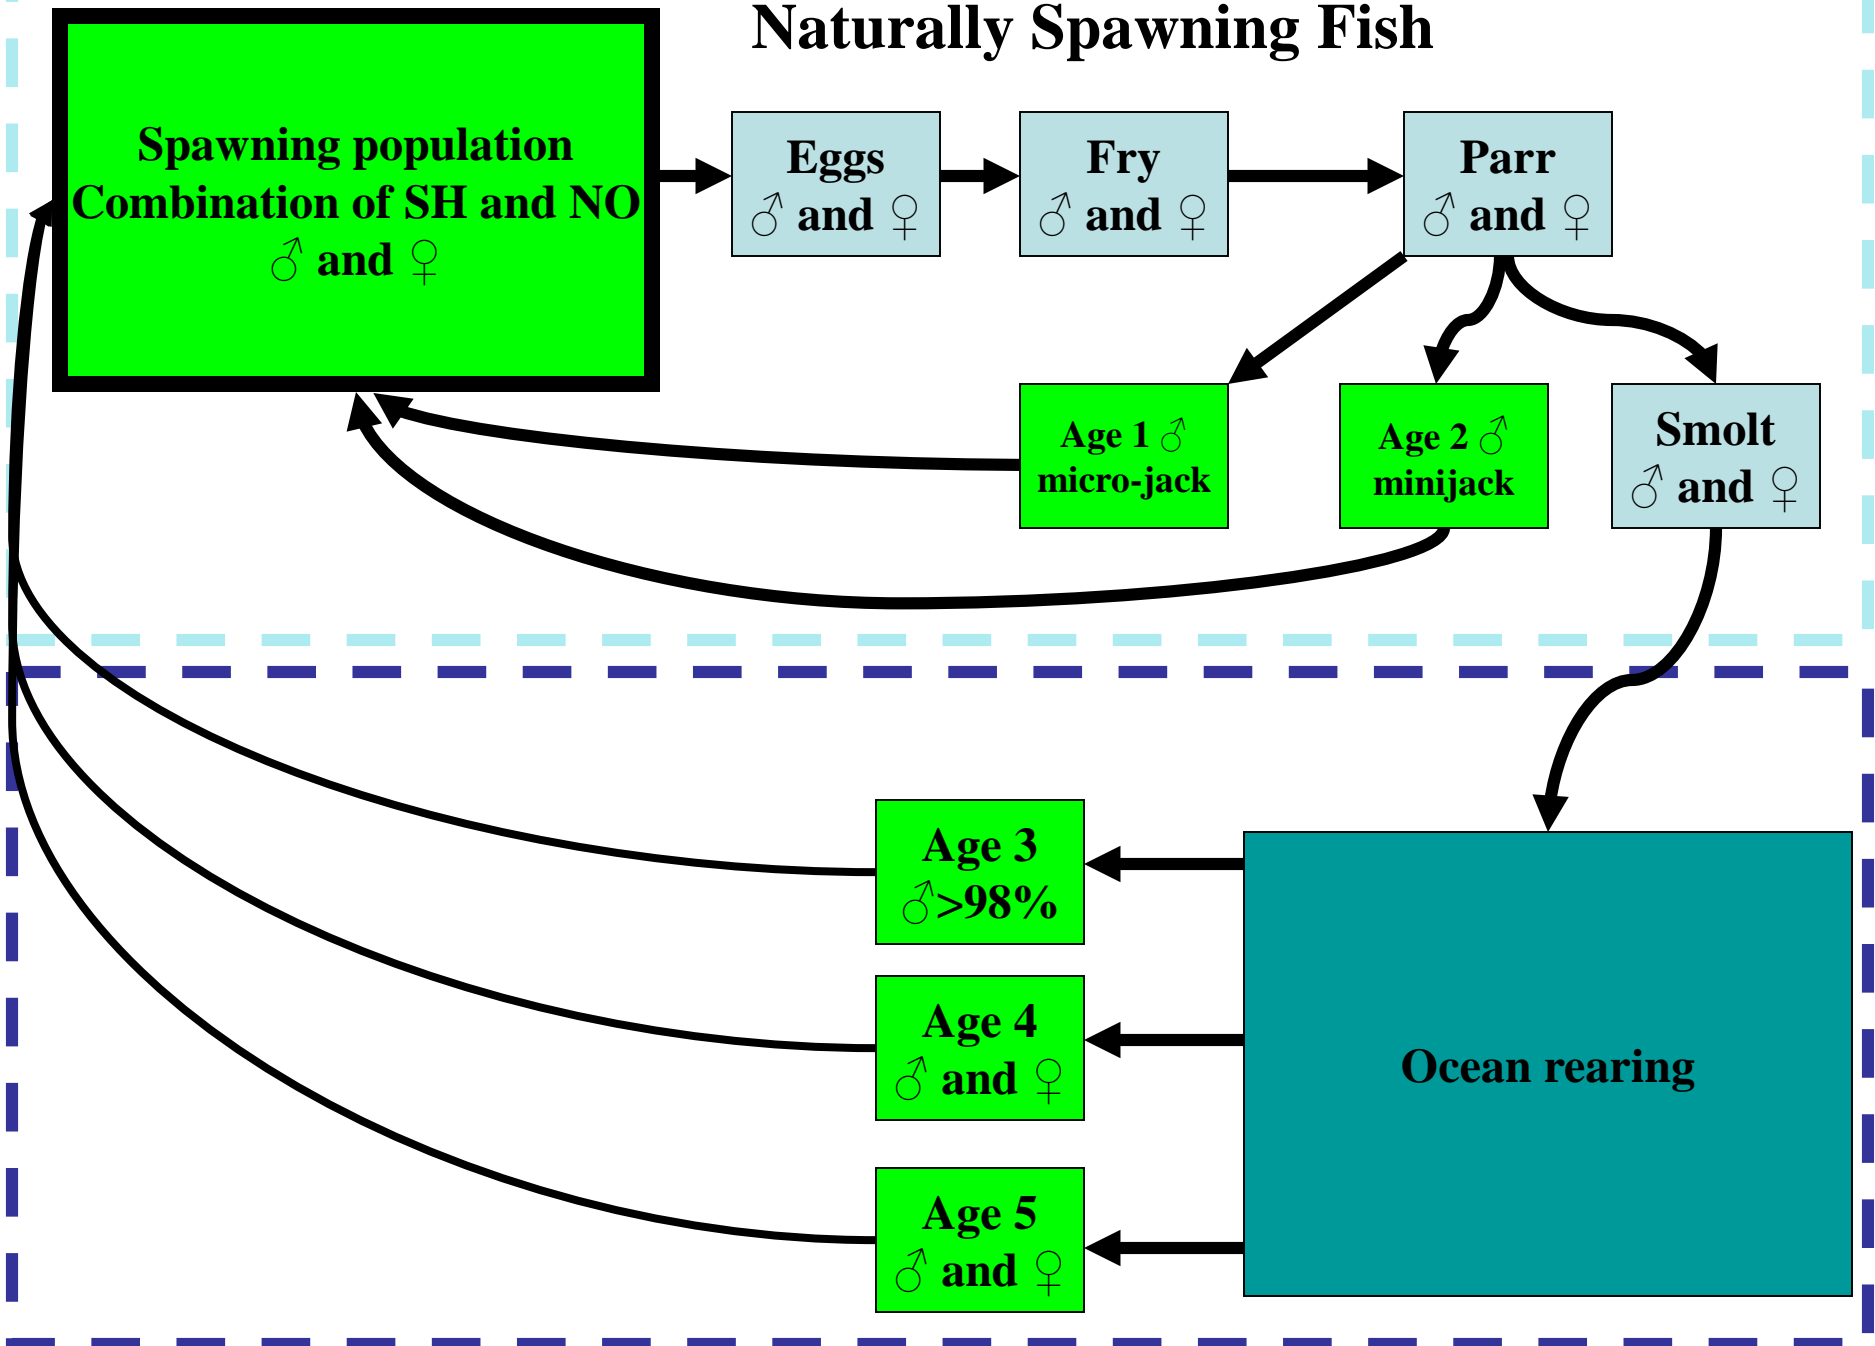 Naturally Spawning Fish
Spawning population
Combination of SH and NO
♂ and ♀
Eggs
♂ and ♀
Fry
♂ and ♀
Parr
♂ and ♀
Age 1 ♂
micro-jack
Age 2 ♂
minijack
Smolt
♂ and ♀
Age 3
♂>98%
Age 4
♂ and ♀
Ocean rearing
Age 5
♂ and ♀